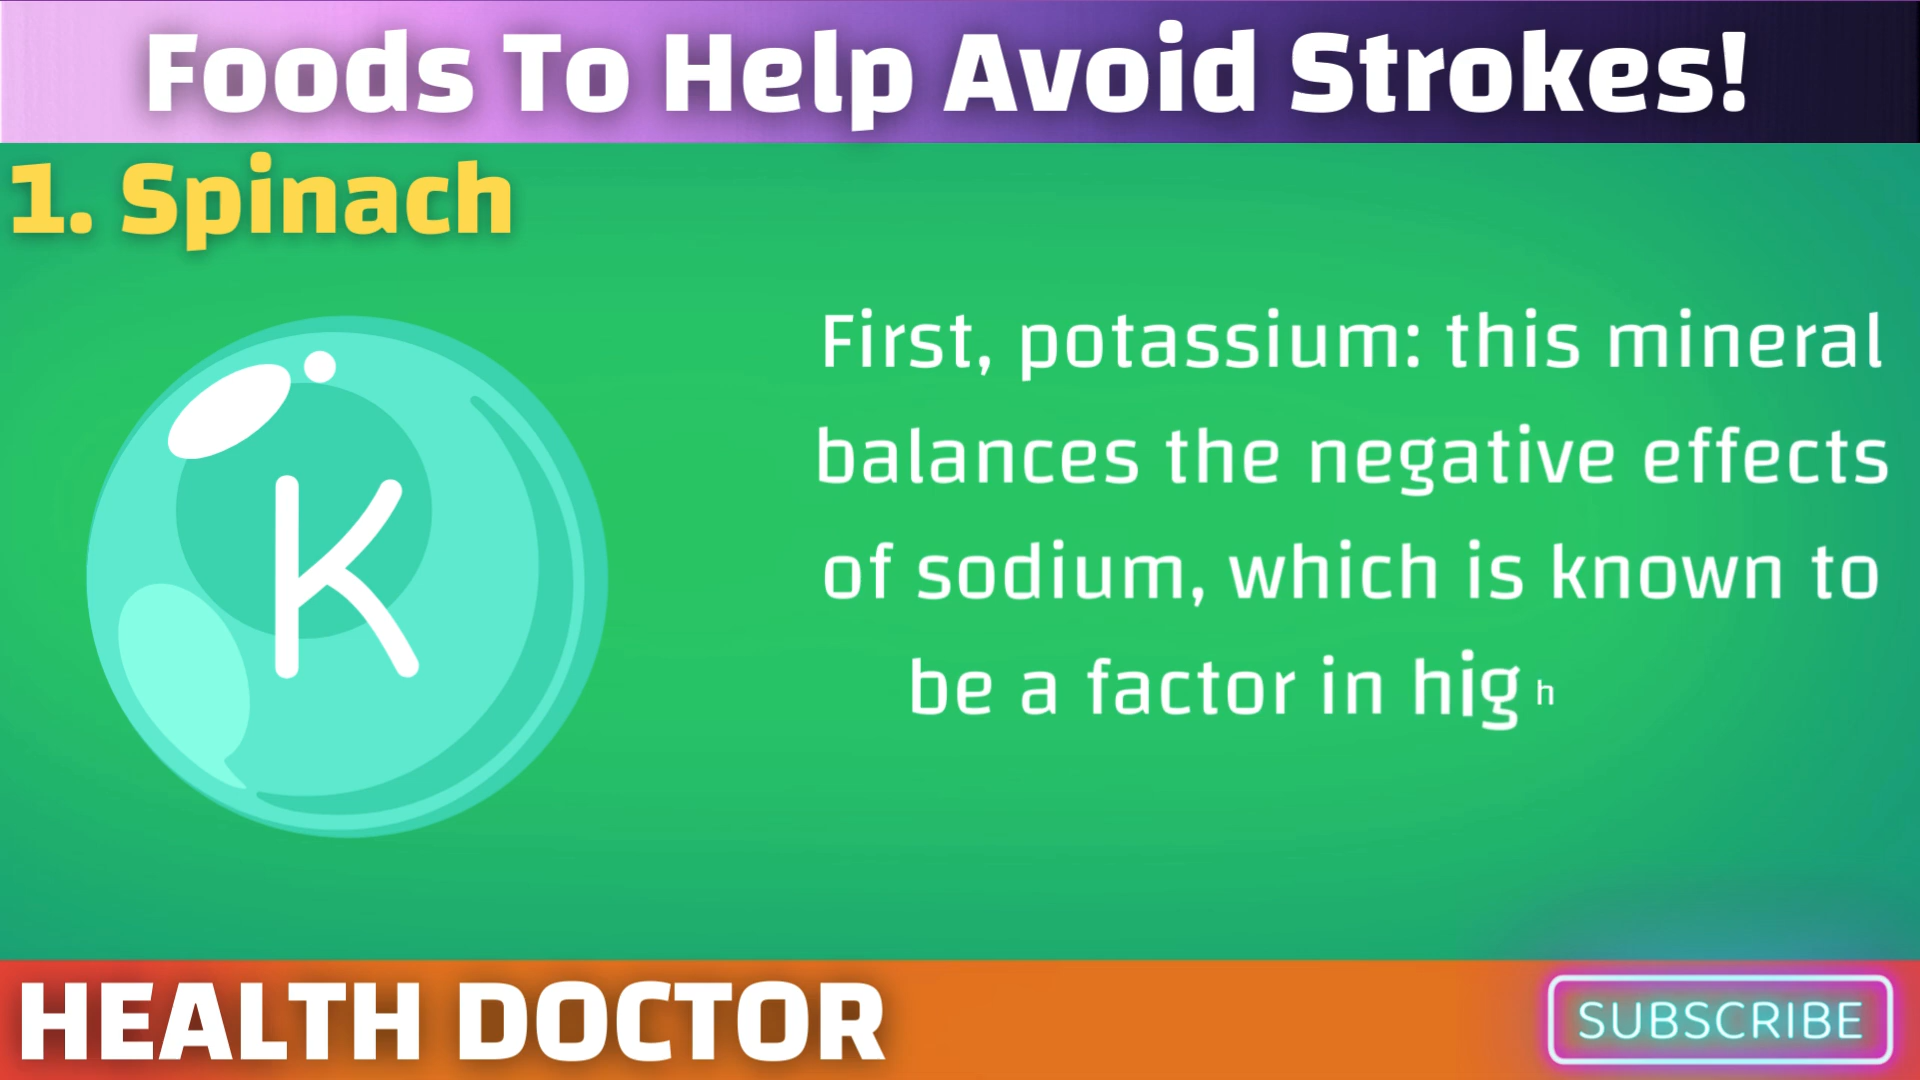 Foods To Help Avoid Strokes!
1. Spinach
K
First, potassium: this mineral
balances the negative effects
of sodium, which is known to
be a factor in high
HEALTH DOCTOR
SUBSCRIBE